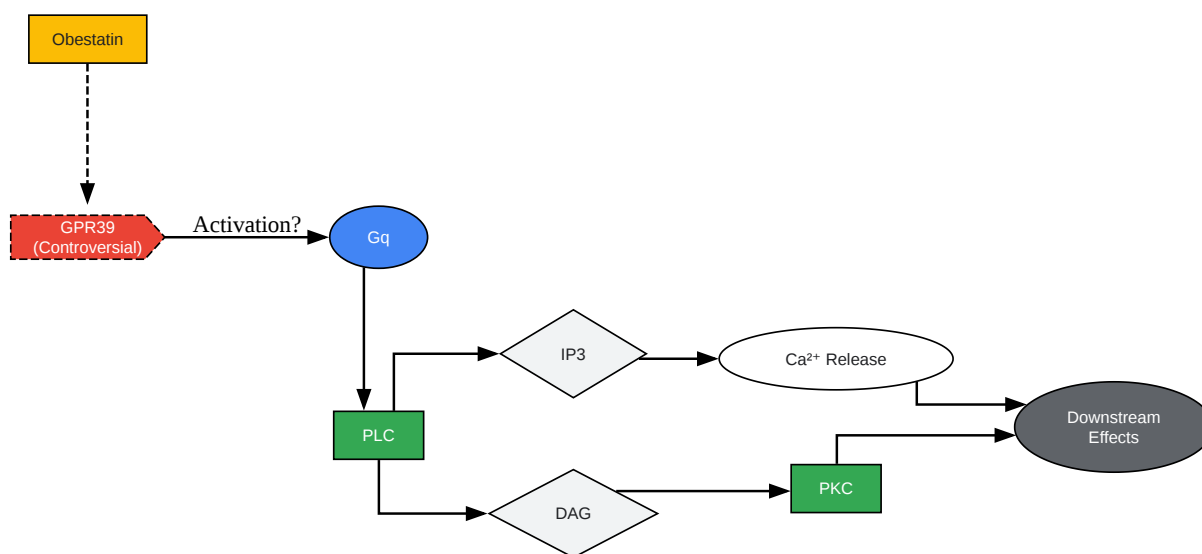 Obestatin
GPR39
(Controversial)
Activation?
Gq
IP3
Ca²⁺ Release
PLC
Downstream
Effects
PKC
DAG